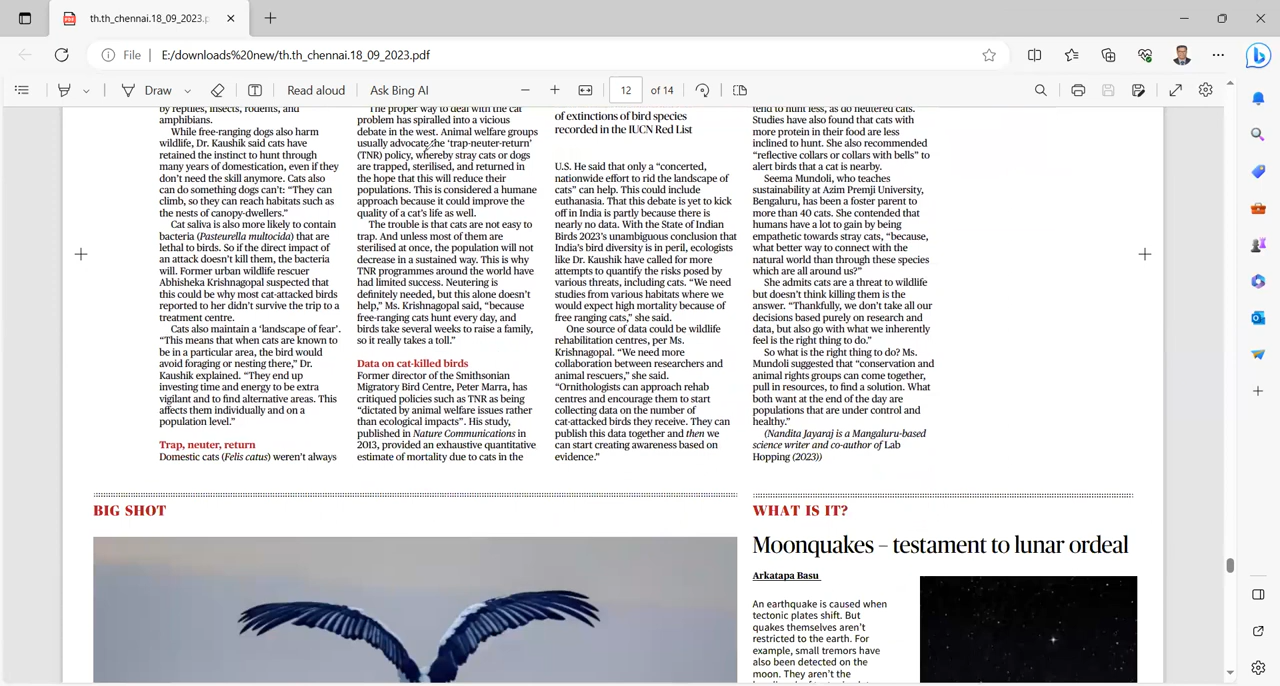 th.th_chennai.18_09_2023.p
File
E:/downloads%20new/th.th_chennai.18_09_2023.pdf
Draw
Read aloud
Ask Bing AI
12
of 14
by reptiles, insects, rodents, and
amphibians.
While free-ranging dogs also harm
wildlife, Dr. Kaushik said cats have
retained the instinct to hunt through
many years of domestication, even if they
don't need the skill anymore. Cats also
can do something dogs can't: “They can
climb, so they can reach habitats such as
the nests of canopy-dwellers.”
Cat saliva is also more likely to contain
bacteria (Pasteurella multocida) that are
lethal to birds. So if the direct impact of
an attack doesn't kill them, the bacteria
will. Former urban wildlife rescuer
Abhisheka Krishnagopal suspected that
this could be why most cat-attacked birds
reported to her didn't survive the trip to a
treatment centre.
Cats also maintain a ‘landscape of fear’.
“This means that when cats are known to
be in a particular area, the bird would
avoid foraging or nesting there,” Dr.
Kaushik explained. “They end up
investing time and energy to be extra
vigilant and to find alternative areas. This
affects them individually and on a
population level.”
Trap, neuter, return
Domestic cats (Felis catus) weren't always
The proper way to deal with the cat
problem has spiralled into a vicious
debate in the west. Animal welfare groups
usually advocate the ‘trap-neuter-return’
(TNR) policy, whereby stray cats or dogs
are trapped, sterilised, and returned in
the hope that this will reduce their
populations. This is considered a humane
approach because it could improve the
quality of a cat's life as well.
The trouble is that cats are not easy to
trap. And unless most of them are
sterilised at once, the population will not
decrease in a sustained way. This is why
TNR programmes around the world have
had limited success. Neutering is
definitely needed, but this alone doesn't
help,” Ms. Krishnagopal said, “because
free-ranging cats hunt every day, and
birds take several weeks to raise a family,
so it really takes a toll.”
Data on cat-killed birds
Former director of the Smithsonian
Migratory Bird Centre, Peter Marra, has
critiqued policies such as TNR as being
“dictated by animal welfare issues rather
than ecological impacts”. His study,
published in Nature Communications in
2013, provided an exhaustive quantitative
estimate of mortality due to cats in the
of extinctions of bird species
recorded in the IUCN Red List
U.S. He said that only a “concerted,
nationwide effort to rid the landscape of
cats” can help. This could include
euthanasia. That this debate is yet to kick
off in India is partly because there is
nearly no data. With the State of Indian
Birds 2023's unambiguous conclusion that
India's bird diversity is in peril, ecologists
like Dr. Kaushik have called for more
attempts to quantify the risks posed by
various threats, including cats. “We need
studies from various habitats where we
would expect high mortality because of
free ranging cats,” she said.
One source of data could be wildlife
rehabilitation centres, per Ms.
Krishnagopal. “We need more
collaboration between researchers and
animal rescuers,” she said.
“Ornithologists can approach rehab
centres and encourage them to start
collecting data on the number of
cat-attacked birds they receive. They can
publish this data together and then we
can start creating awareness based on
evidence.”
tend to hunt less, as do neutered cats.
Studies have also found that cats with
more protein in their food are less
inclined to hunt. She also recommended
“reflective collars or collars with bells” to
alert birds that a cat is nearby.
Seema Mundoli, who teaches
sustainability at Azim Premji University,
Bengaluru, has been a foster parent to
more than 40 cats. She contended that
humans have a lot to gain by being
empathetic towards stray cats, “because,
what better way to connect with the
natural world than through these species
which are all around us?”
She admits cats are a threat to wildlife
but doesn't think killing them is the
answer. “Thankfully, we don't take all our
decisions based purely on research and
data, but also go with what we inherently
feel is the right thing to do.”
So what is the right thing to do? Ms.
Mundoli suggested that “conservation and
animal rights groups can come together,
pull in resources, to find a solution. What
both want at the end of the day are
populations that are under control and
healthy.”
(Nandita Jayaraj is a Mangaluru-based
science writer and co-author of Lab
Hopping (2023))
BIG SHOT
WHAT IS IT?
Moonquakes – testament to lunar ordeal
Arkatapa Basu
An earthquake is caused when
tectonic plates shift. But
quakes themselves aren't
restricted to the earth. For
example, small tremors have
also been detected on the
moon. They aren't the